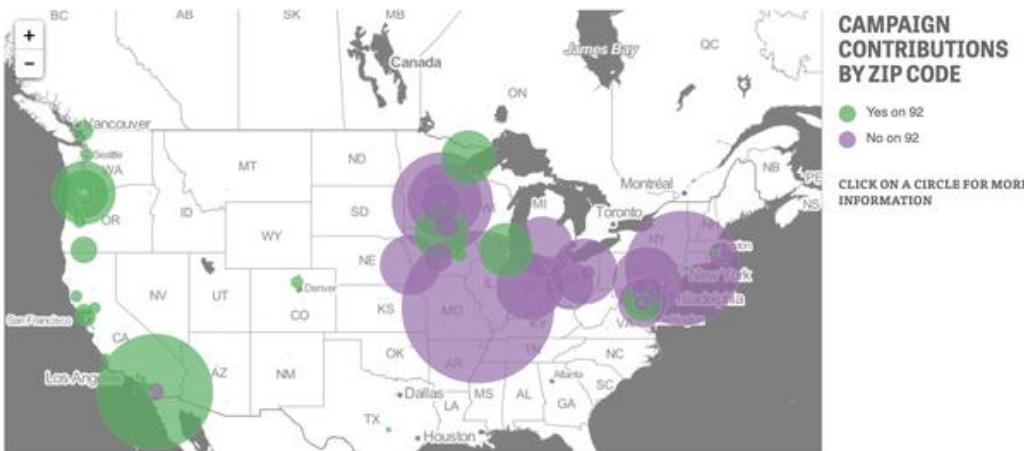 CAMPAIGN
CONTRIBUTIONS
BY ZIP CODE
Yes on 92
No on 92
CLICK ON A CIRCLE FOR MORE
INFORMATION
+
−
BC
AB
SK
MB
Canada
James Bay
QC
ON
Vancouver
Seattle
WA
MT
ND
NB
PE
Montréal
NS
OR
ID
SD
MI
Toronto
NY
WY
NE
New York
NV
UT
Denver
CO
KS
MO
KY
VA
San Francisco
CA
OK
AR
TN
NC
Los Angeles
AZ
NM
Atlanta
SC
Dallas
MS
AL
GA
LA
TX
Houston